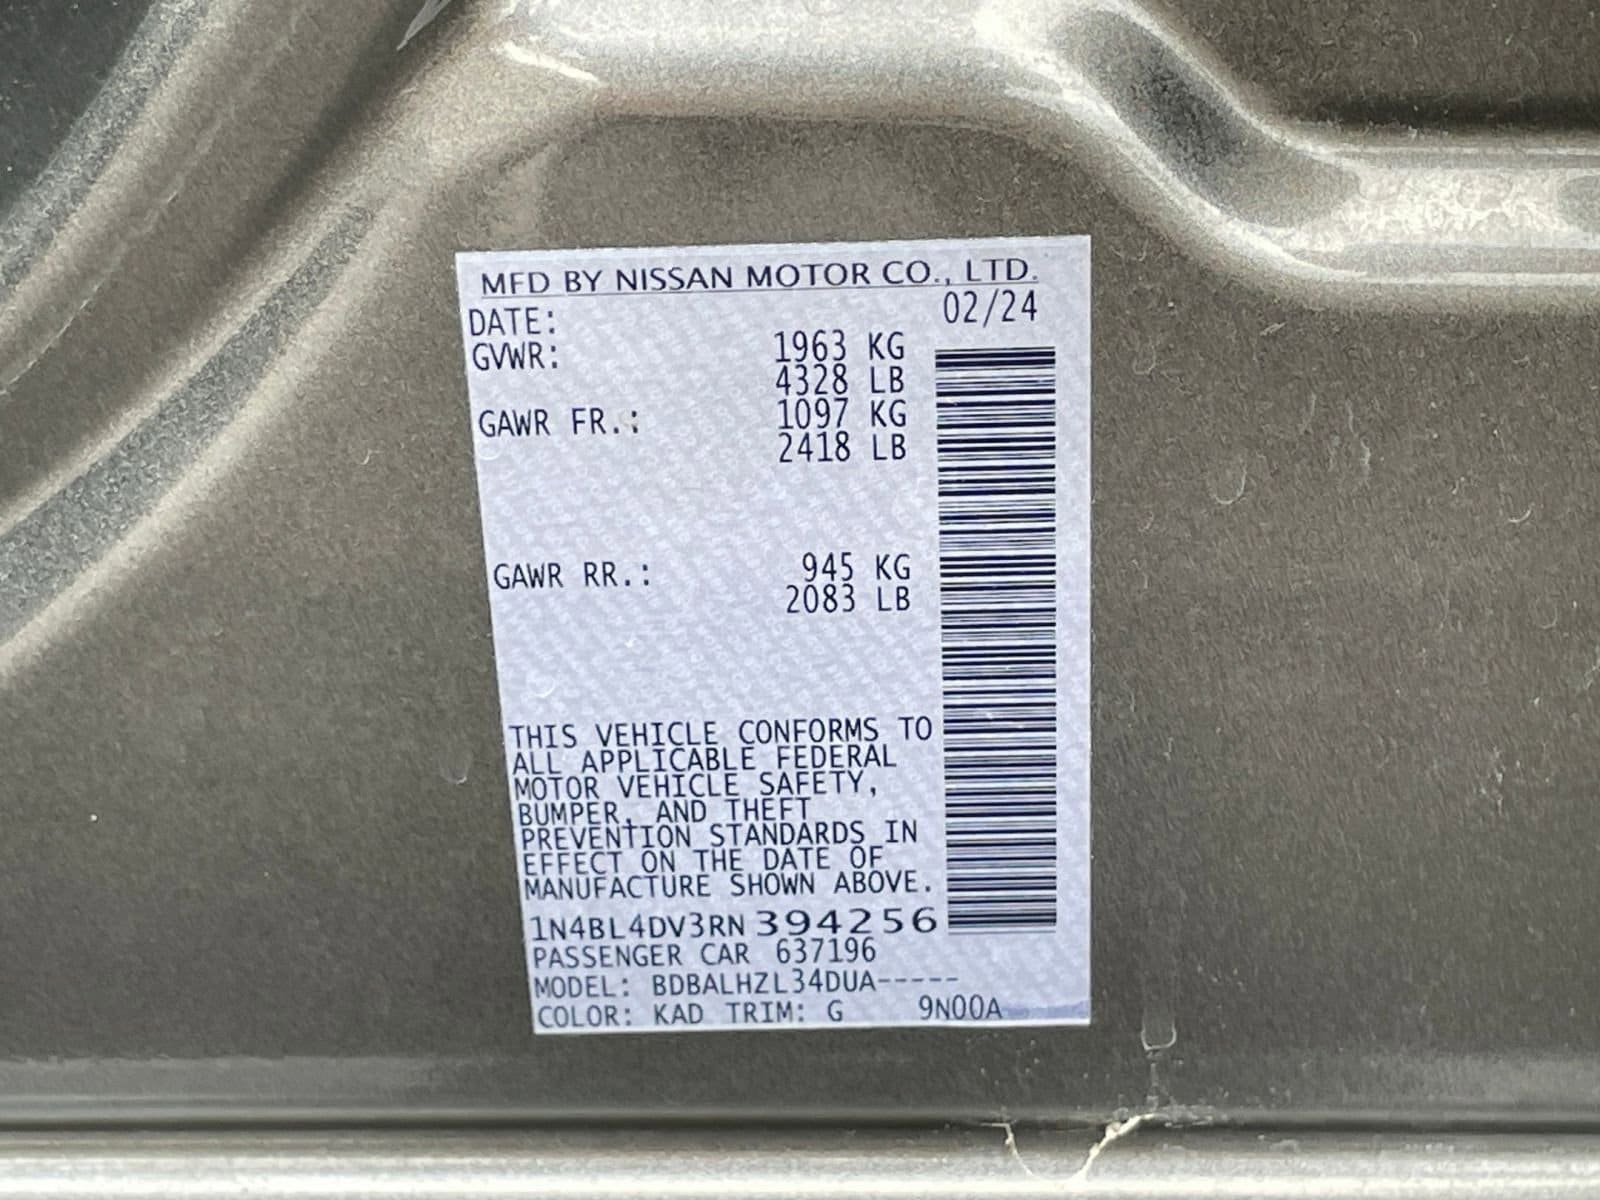 MFD BY NISSAN MOTOR CO., LTD.
DATE: 02/24
GVWR: 1963 KG
4328 LB
GAWR FR.: 1097 KG
2418 LB
GAWR RR.: 945 KG
2083 LB
THIS VEHICLE CONFORMS TO
ALL APPLICABLE FEDERAL
MOTOR VEHICLE SAFETY,
BUMPER, AND THEFT
PREVENTION STANDARDS IN
EFFECT ON THE DATE OF
MANUFACTURE SHOWN ABOVE.
1N4BL4DV3RN 394256
PASSENGER CAR 637196
MODEL: BDBALHZL34DUA-----
COLOR: KAD TRIM: G 9N00A